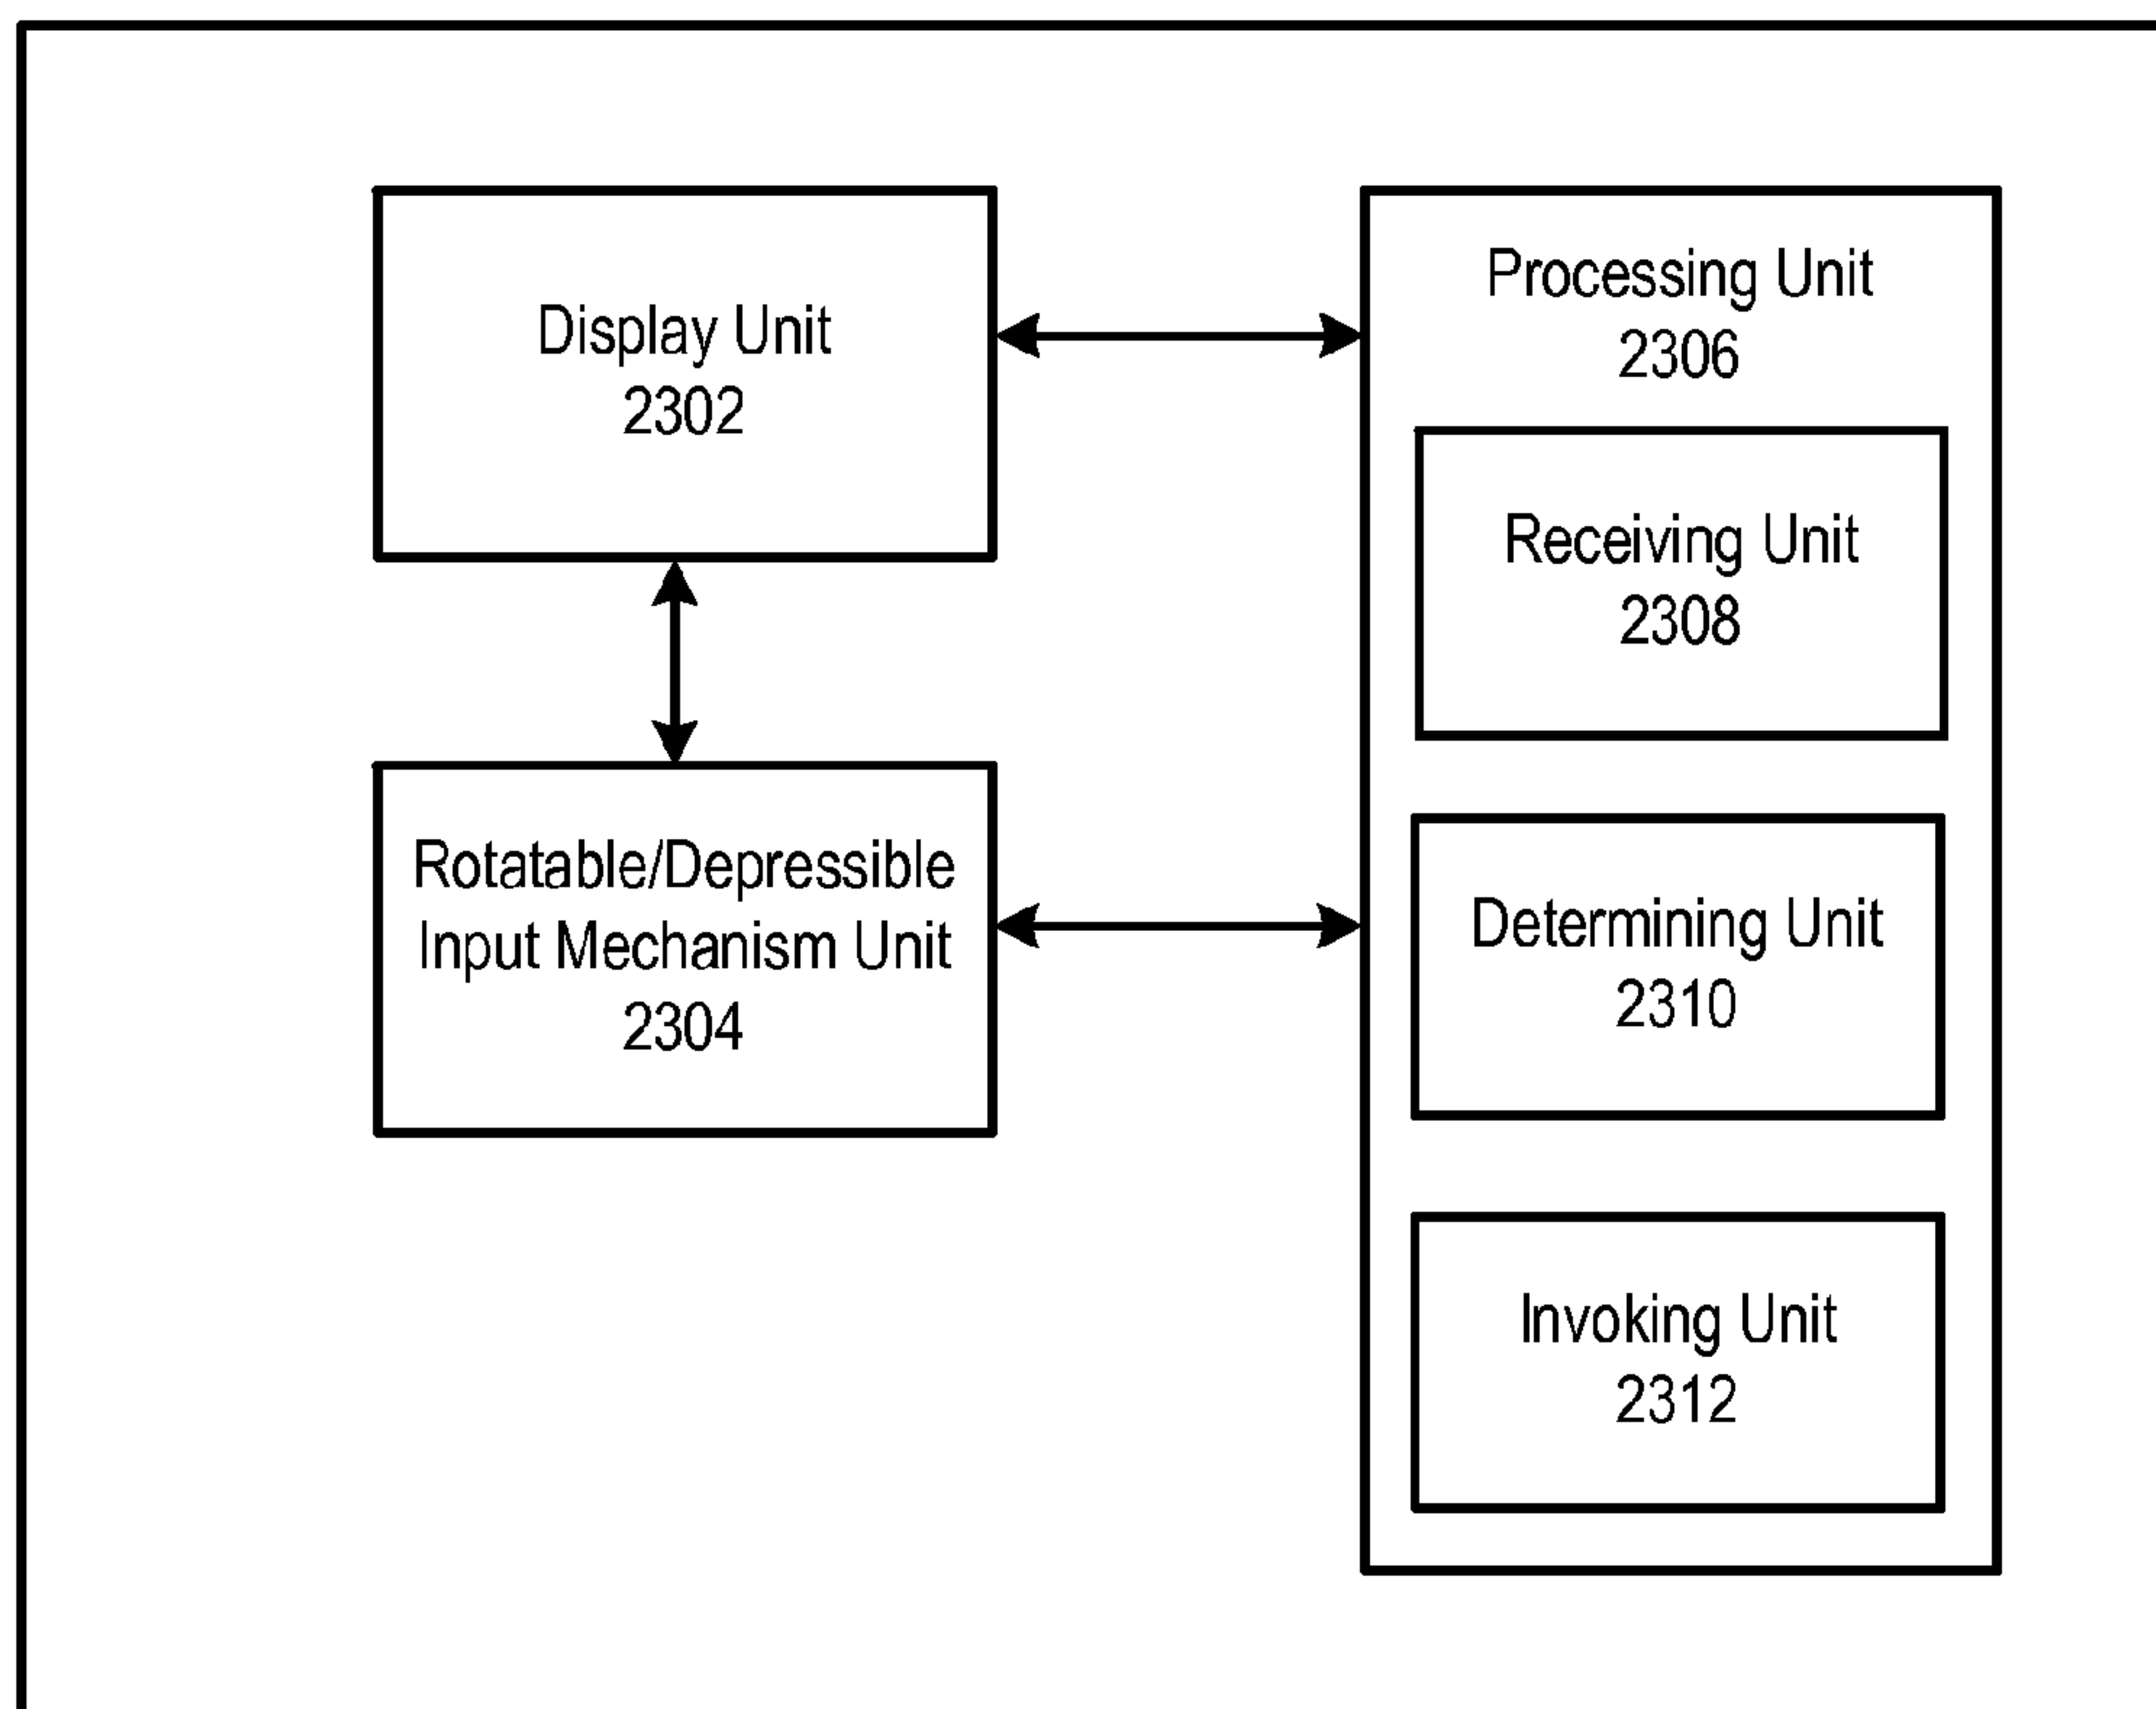 Display Unit
2302
Rotatable/Depressible
Input Mechanism Unit
2304
Processing Unit
2306
Receiving Unit
2308
Determining Unit
2310
Invoking Unit
2312